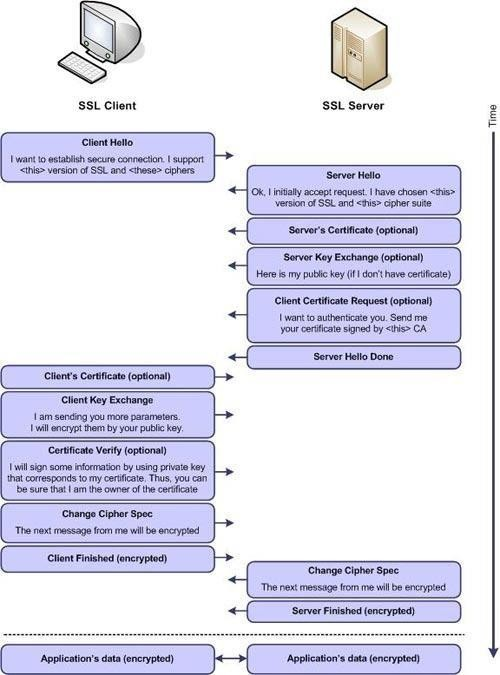 SSL Client
SSL Server
Time
Client Hello
I want to establish secure connection. I support
<this> version of SSL and <these> ciphers
Server Hello
Ok, I initially accept request. I have chosen <this>
version of SSL and <this> cipher suite
Server's Certificate (optional)
Server Key Exchange (optional)
Here is my public key (if I don't have certificate)
Client Certificate Request (optional)
I want to authenticate you. Send me
your certificate signed by <this> CA
Server Hello Done
Client's Certificate (optional)
Client Key Exchange
I am sending you more parameters.
I will encrypt them by your public key.
Certificate Verify (optional)
I will sign some information by using private key
that corresponds to my certificate. Thus, you can
be sure that I am the owner of the certificate
Change Cipher Spec
The next message from me will be encrypted
Client Finished (encrypted)
Change Cipher Spec
The next message from me will be encrypted
Server Finished (encrypted)
Application's data (encrypted)
Application's data (encrypted)